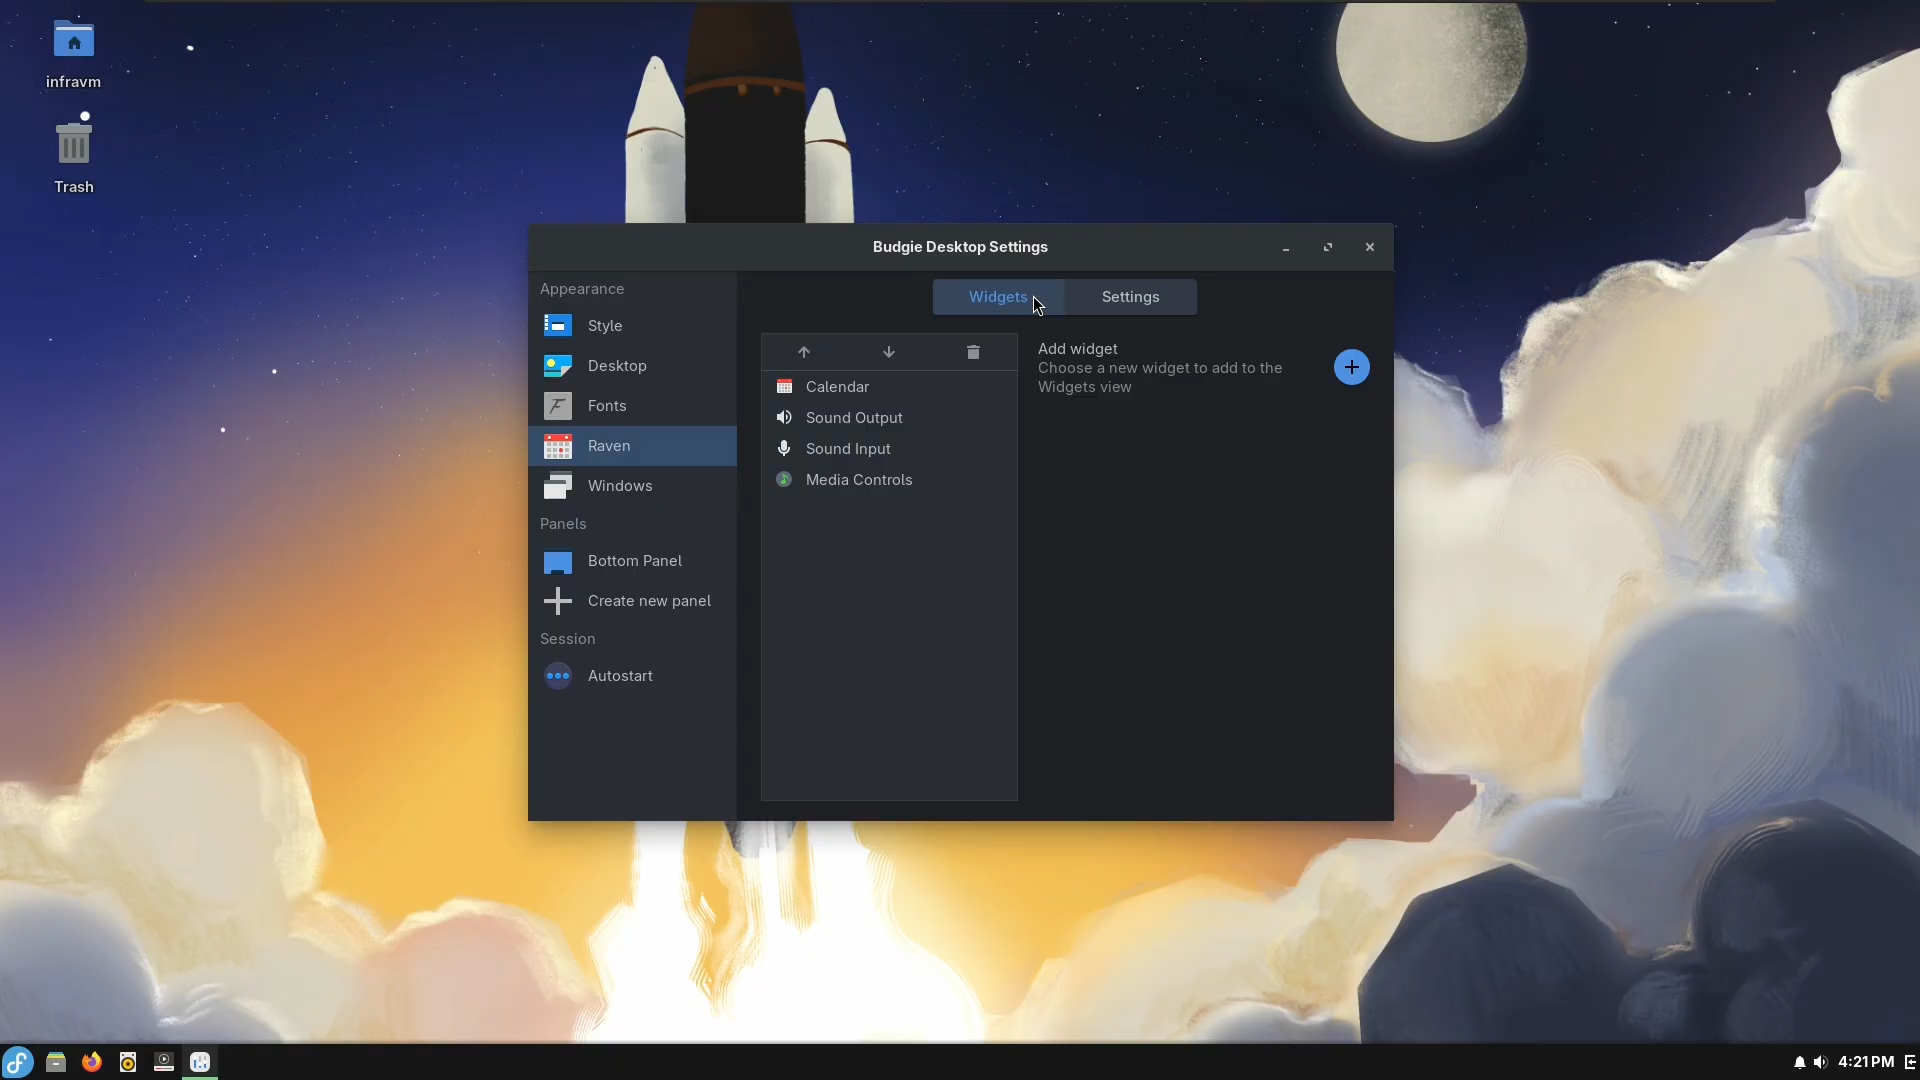 infravm
Trash
Budgie Desktop Settings
Appearance
Style
Desktop
Fonts
Raven
Windows
Panels
Bottom Panel
Create new panel
Session
Autostart
Widgets
Settings
Calendar
Sound Output
Sound Input
Media Controls
Add widget
Choose a new widget to add to the
Widgets view
4:21 PM